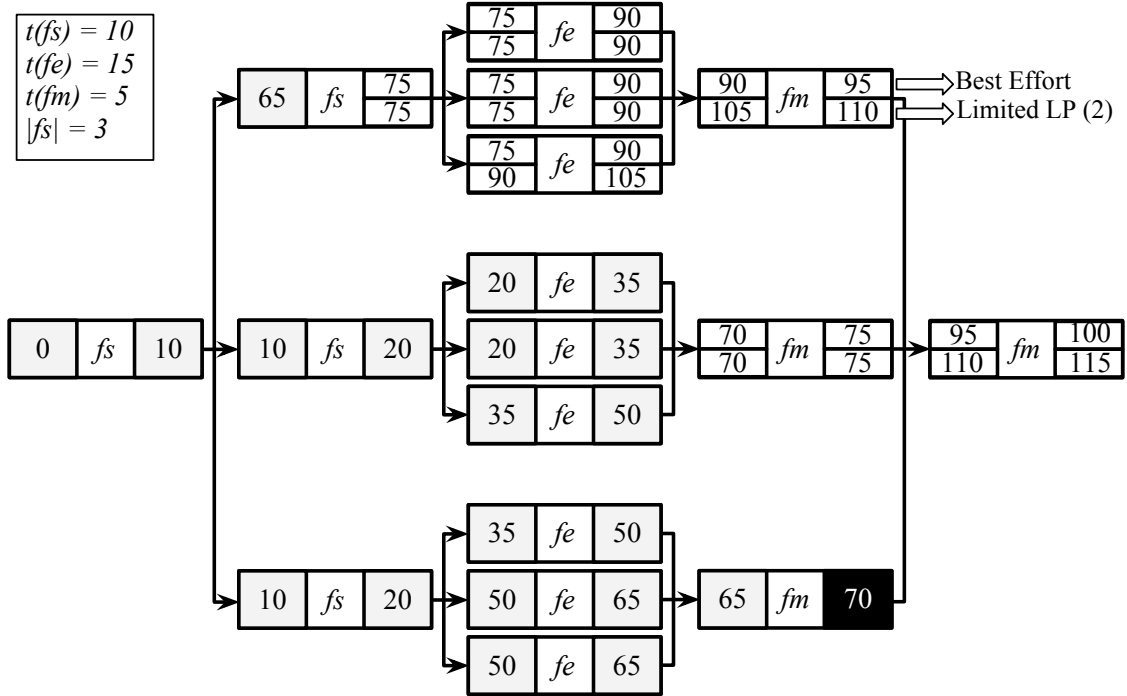 t(fs) = 10
t(fe) = 15
t(fm) = 5
|fs| = 3
75 fe 90
75 90
65 fs 75
75
75 fe 90
75 90
90 fm 95
105 110
Best Effort
Limited LP (2)
75 fe 90
90 105
20 fe 35
0 fs 10
10 fs 20
20 fe 35
70 fm 75
70 75
95 fm 100
110 115
35 fe 50
35 fe 50
10 fs 20
50 fe 65
65 fm 70
50 fe 65